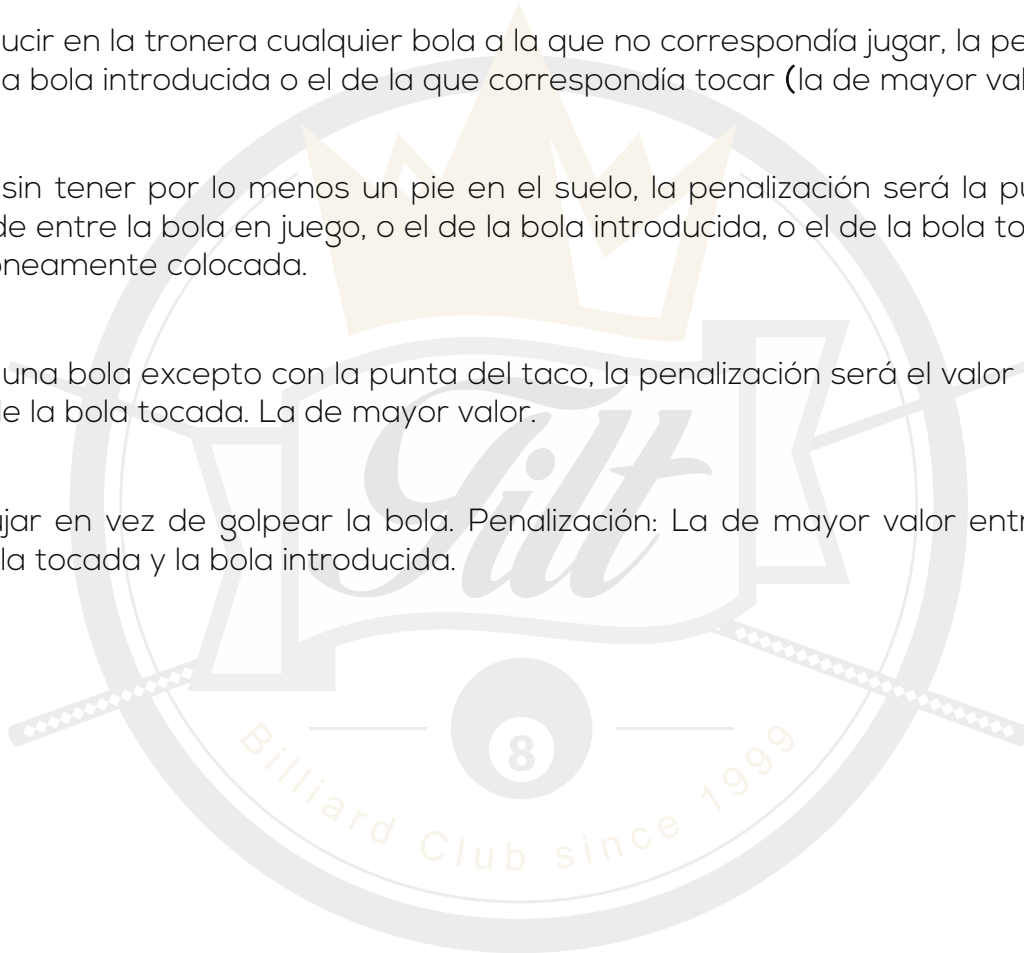 ucir en la tronera cualquier bola a la que no correspondía jugar, la pe
a bola introducida o el de la que correspondía tocar (la de mayor val
sin tener por lo menos un pie en el suelo, la penalización será la pu
de entre la bola en juego, o el de la bola introducida, o el de la bola to
oneamente colocada.
una bola excepto con la punta del taco, la penalización será el valor
de la bola tocada. La de mayor valor.
ujar en vez de golpear la bola. Penalización: La de mayor valor entr
la tocada y la bola introducida.
Tilt
8
Billiard Club since 1999